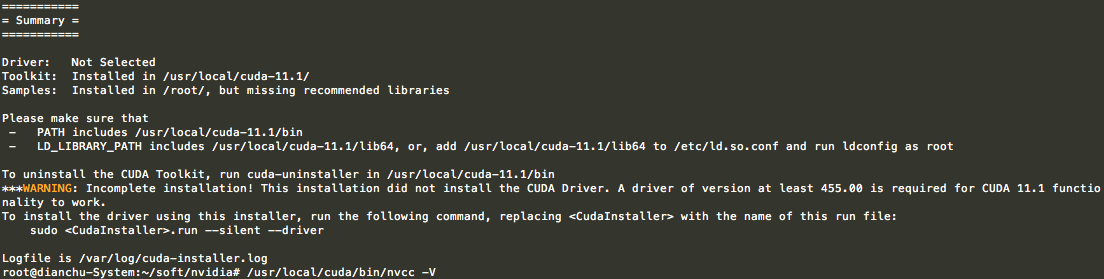 ===========
= Summary =
===========
Driver:   Not Selected
Toolkit:  Installed in /usr/local/cuda-11.1/
Samples:  Installed in /root/, but missing recommended libraries
Please make sure that
 -   PATH includes /usr/local/cuda-11.1/bin
 -   LD_LIBRARY_PATH includes /usr/local/cuda-11.1/lib64, or, add /usr/local/cuda-11.1/lib64 to /etc/ld.so.conf and run ldconfig as root
To uninstall the CUDA Toolkit, run cuda-uninstaller in /usr/local/cuda-11.1/bin
***WARNING: Incomplete installation! This installation did not install the CUDA Driver. A driver of version at least 455.00 is required for CUDA 11.1 functio
nality to work.
To install the driver using this installer, run the following command, replacing <CudaInstaller> with the name of this run file:
    sudo <CudaInstaller>.run --silent --driver
Logfile is /var/log/cuda-installer.log
root@dianchu-System:~/soft/nvidia# /usr/local/cuda/bin/nvcc -V